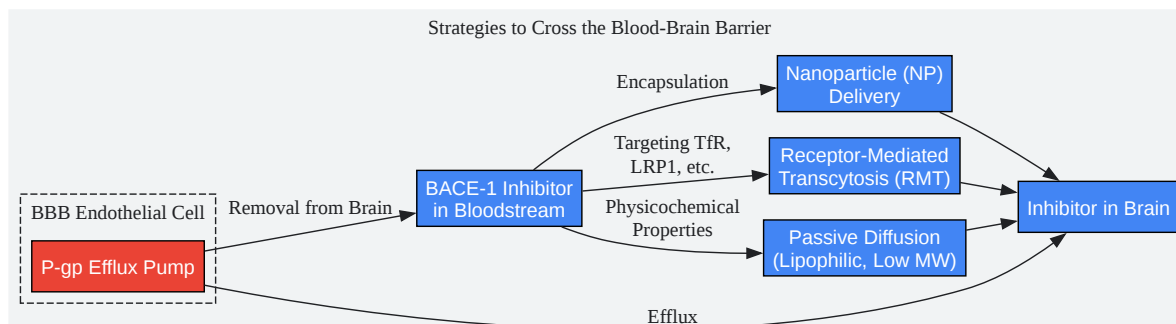 Strategies to Cross the Blood-Brain Barrier
Encapsulation
Nanoparticle (NP)
Delivery
Targeting TfR,
LRP1, etc.
Receptor-Mediated
Transcytosis (RMT)
BBB Endothelial Cell
Removal from Brain
BACE-1 Inhibitor
in Bloodstream
Physicochemical
Properties
Inhibitor in Brain
P-gp Efflux Pump
Passive Diffusion
(Lipophilic, Low MW)
Efflux